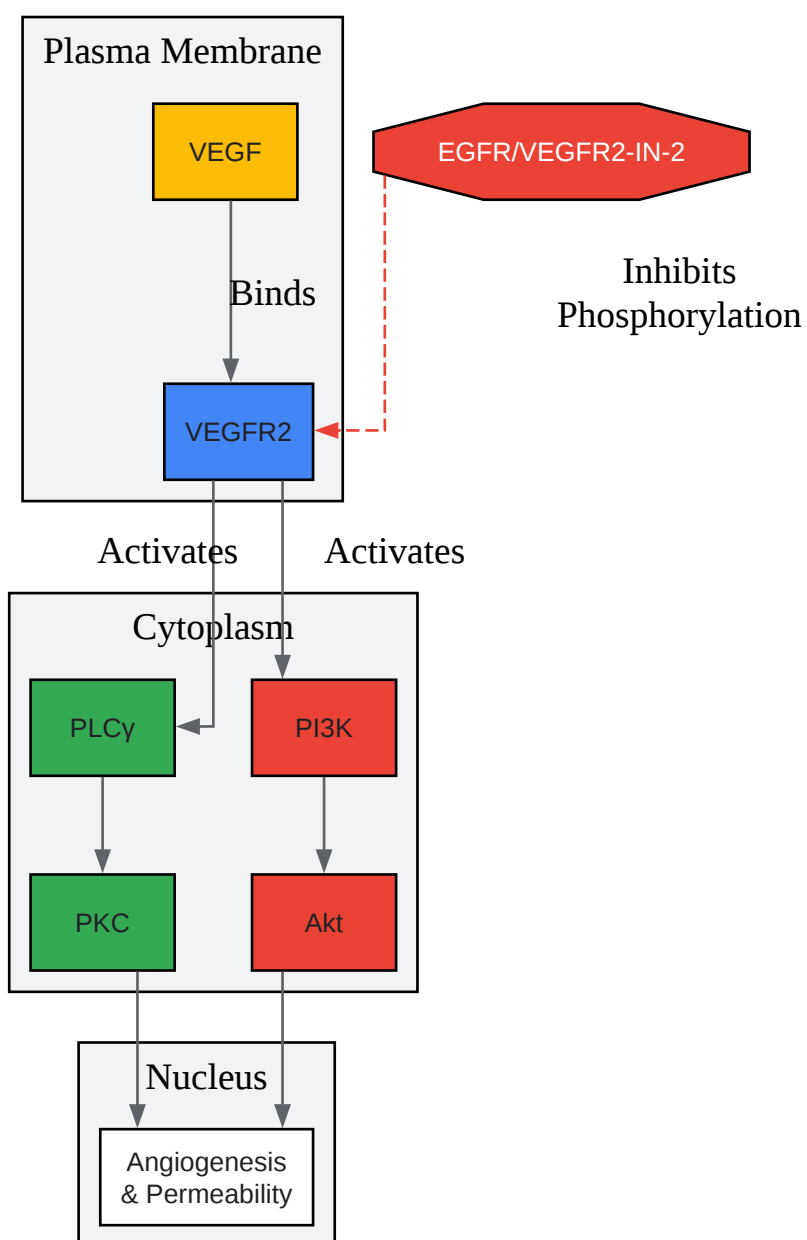 Plasma Membrane
VEGF
EGFR/VEGFR2-IN-2
Binds
Inhibits
Phosphorylation
VEGFR2
Activates
Activates
Cytoplasm
PLCγ
PI3K
PKC
Akt
Nucleus
Angiogenesis
& Permeability